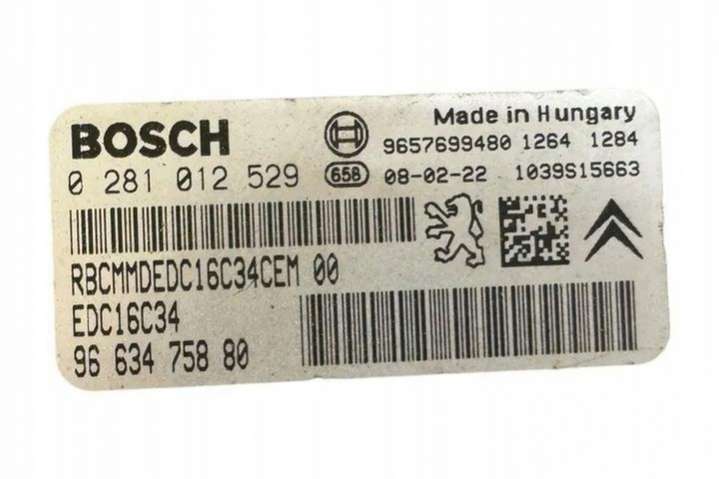 BOSCH
0 281 012 529
Made in Hungary
9657699480 1264 1284
658 08-02-22 1039S15663
RBCMMDEDC16C34CEM 00
EDC16C34
96 634 758 80